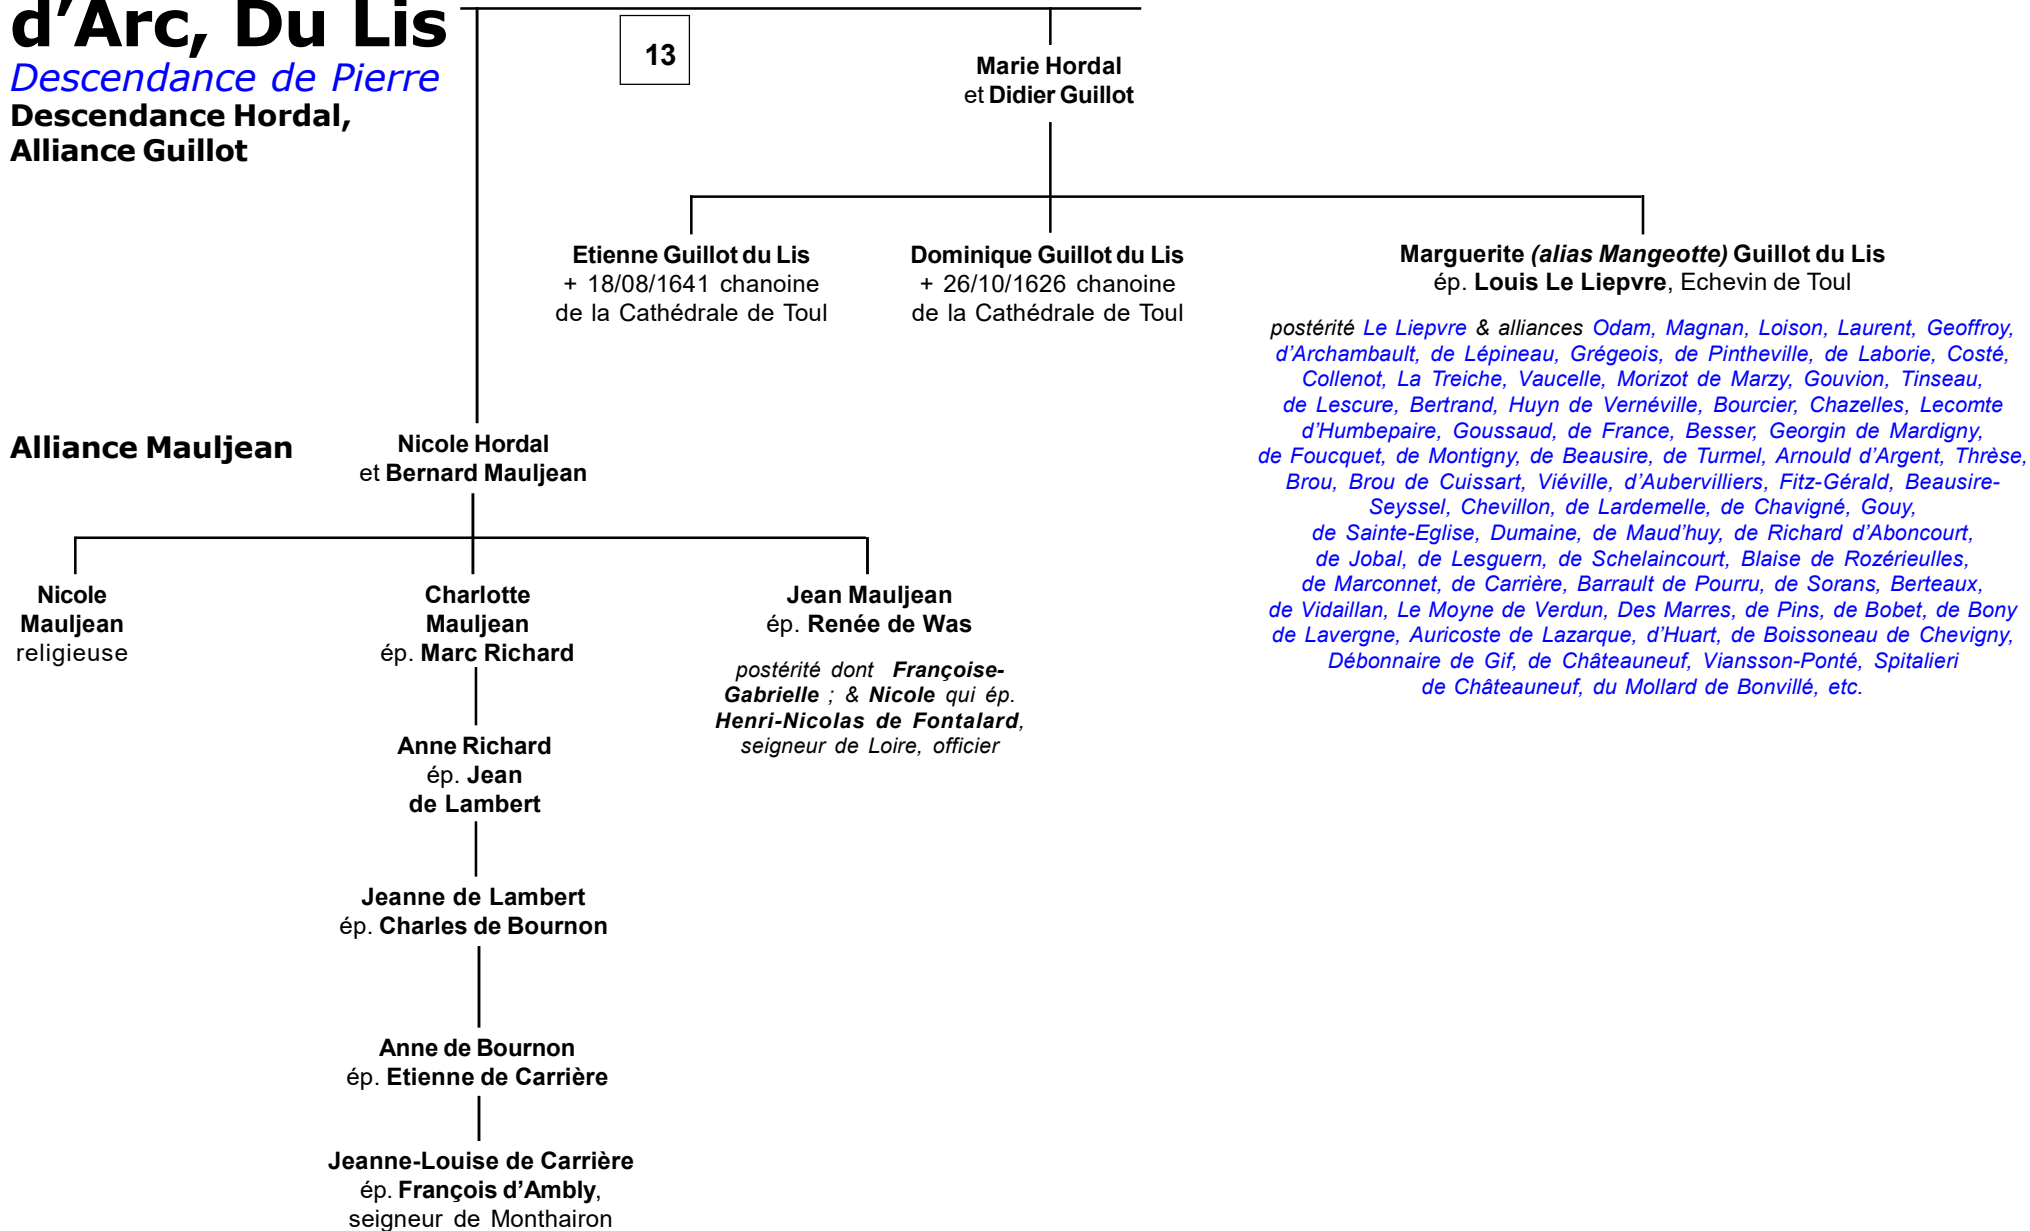 d’Arc, Du Lis
Descendance de Pierre
Descendance Hordal,
Alliance Guillot
13
Marie Hordal
et Didier Guillot
Etienne Guillot du Lis
+ 18/08/1641 chanoine
de la Cathédrale de Toul
Dominique Guillot du Lis
+ 26/10/1626 chanoine
de la Cathédrale de Toul
Marguerite (alias Mangeotte) Guillot du Lis
ép. Louis Le Liepvre, Echevin de Toul
postérité Le Liepvre & alliances Odam, Magnan, Loison, Laurent, Geoffroy,
d’Archambault, de Lépineau, Grégeois, de Pintheville, de Laborie, Costé,
Collenot, La Treiche, Vaucelle, Morizot de Marzy, Gouvion, Tinseau,
de Lescure, Bertrand, Huyn de Vernéville, Bourcier, Chazelles, Lecomte
d’Humbepaire, Goussaud, de France, Besser, Georgin de Mardigny,
de Foucquet, de Montigny, de Beausire, de Turmel, Arnould d’Argent, Thrèse,
Brou, Brou de Cuissart, Viéville, d’Aubervilliers, Fitz-Gérald, Beausire-
Seyssel, Chevillon, de Lardemelle, de Chavigné, Gouy,
de Sainte-Eglise, Dumaine, de Maud’huy, de Richard d’Aboncourt,
de Jobal, de Lesguern, de Schelaincourt, Blaise de Rozérieulles,
de Marconnet, de Carrière, Barrault de Pourru, de Sorans, Berteaux,
de Vidaillan, Le Moyne de Verdun, Des Marres, de Pins, de Bobet, de Bony
de Lavergne, Auricoste de Lazarque, d’Huart, de Boissoneau de Chevigny,
Débonnaire de Gif, de Châteauneuf, Viansson-Ponté, Spitalieri
de Châteauneuf, du Mollard de Bonvillé, etc.
Alliance Mauljean
Nicole Hordal
et Bernard Mauljean
Nicole
Mauljean
religieuse
Charlotte
Mauljean
ép. Marc Richard
Jean Mauljean
ép. Renée de Was
postérité dont Françoise-
Gabrielle ; & Nicole qui ép.
Henri-Nicolas de Fontalard,
seigneur de Loire, officier
Anne Richard
ép. Jean
de Lambert
Jeanne de Lambert
ép. Charles de Bournon
Anne de Bournon
ép. Etienne de Carrière
Jeanne-Louise de Carrière
ép. François d’Ambly,
seigneur de Monthairon